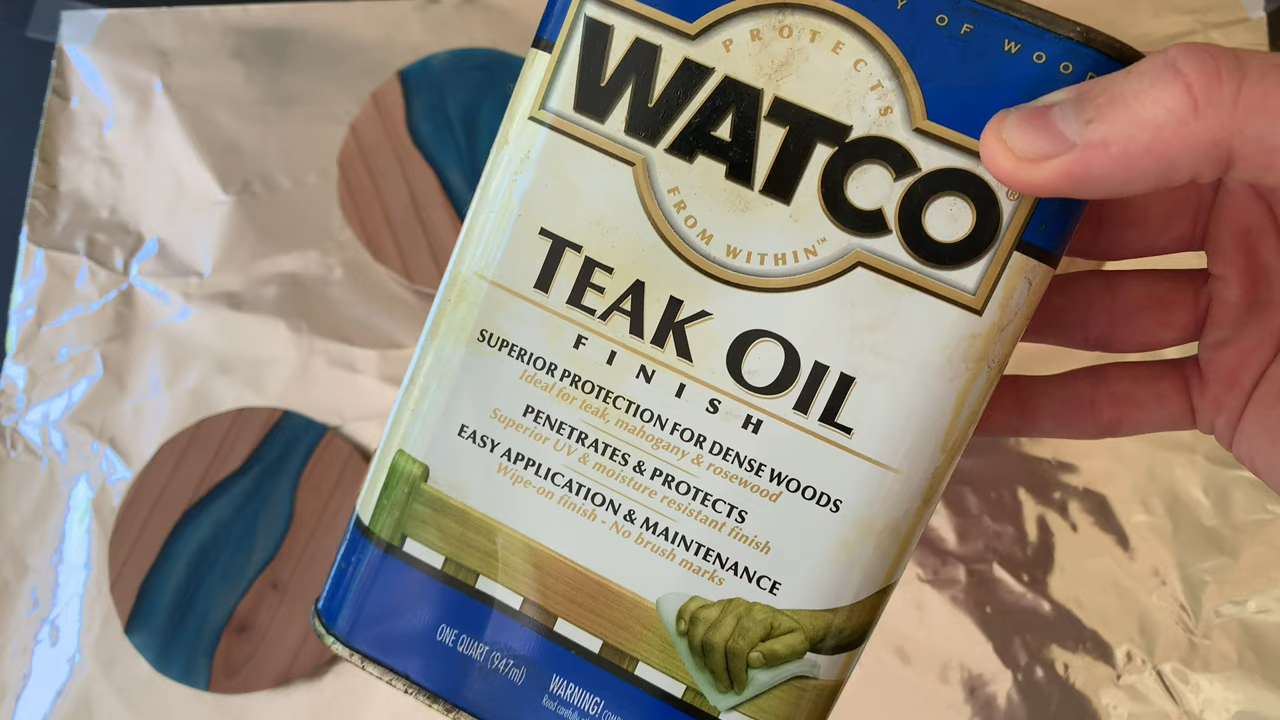 Y OF WOOD
PROTECTS
WATCO®
FROM WITHIN™
TEAK OIL
FINISH
SUPERIOR PROTECTION FOR DENSE WOODS
Ideal for teak, mahogany & rosewood
PENETRATES & PROTECTS
Superior UV & moisture resistant finish
EASY APPLICATION & MAINTENANCE
Wipe-on finish - No brush marks
ONE QUART (947ml)
WARNING!
Read carefully